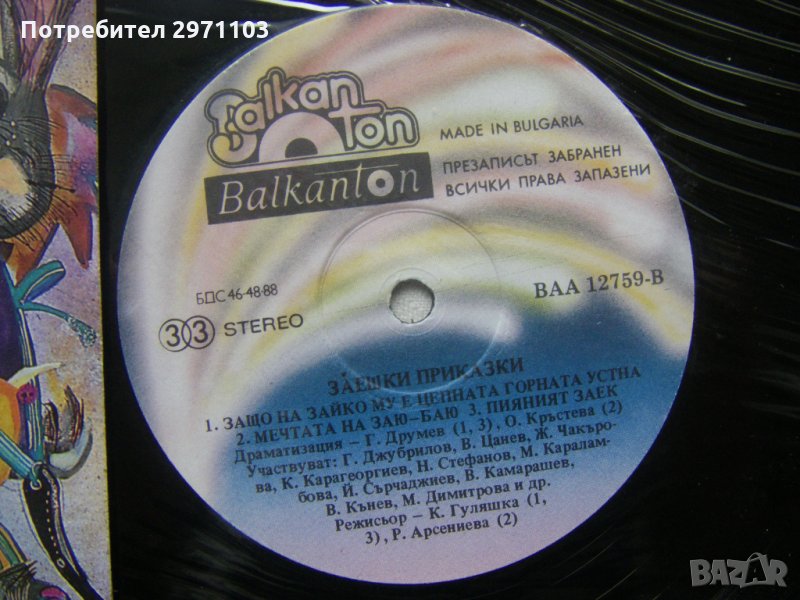 Потребител 2971103
Balkan
ton
Balkanton
MADE IN BULGARIA
ПРЕЗАПИСЪТ ЗАБРАНЕН
ВСИЧКИ ПРАВА ЗАПАЗЕНИ
БДС 46-48-88
33 STEREO
ВАА 12759-В
ЗАЕШКИ ПРИКАЗКИ
1. ЗАЩО НА ЗАЙКО МУ Е ЦЕПНАТА ГОРНАТА УСТНА
2. МЕЧТАТА НА ЗАЮ-БАЮ 3. ПИЯНИЯТ ЗАЕК
Драматизация – Г. Друмев (1, 3), О. Кръстева (2)
Участвуват: Г. Джубрилов, В. Цанев, Ж. Чакъро-
ва, К. Карагеоргиев, Н. Стефанов, М. Каралам-
бова, Й. Сърчаджиев, В. Камарашев,
В. Кънев, М. Димитрова и др.
Режисьор – К. Гуляшка (1,
3), Р. Арсениева (2)
BAZAR